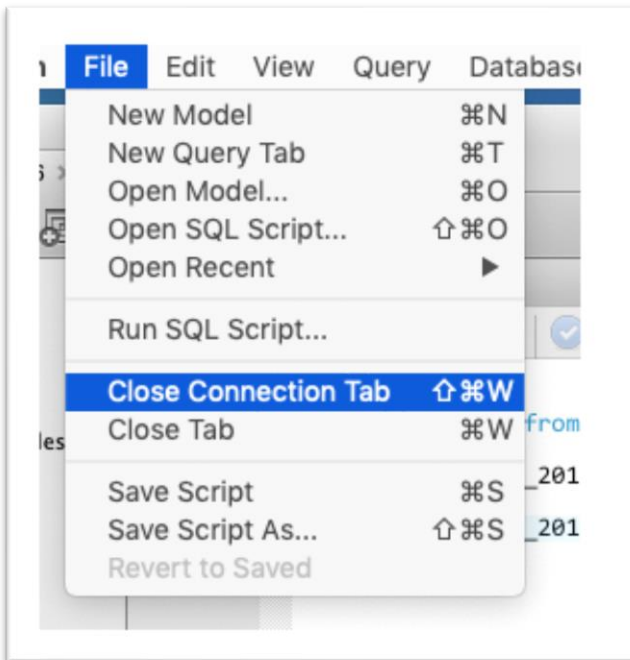 File Edit View Query
New Model ⌘N
New Query Tab ⌘T
Open Model... ⌘O
Open SQL Script... ⇧⌘O
Open Recent ▶
Run SQL Script...
Close Connection Tab ⇧⌘W
Close Tab ⌘W
from
_201
Save Script ⌘S
Save Script As... ⇧⌘S
_201
Revert to Saved